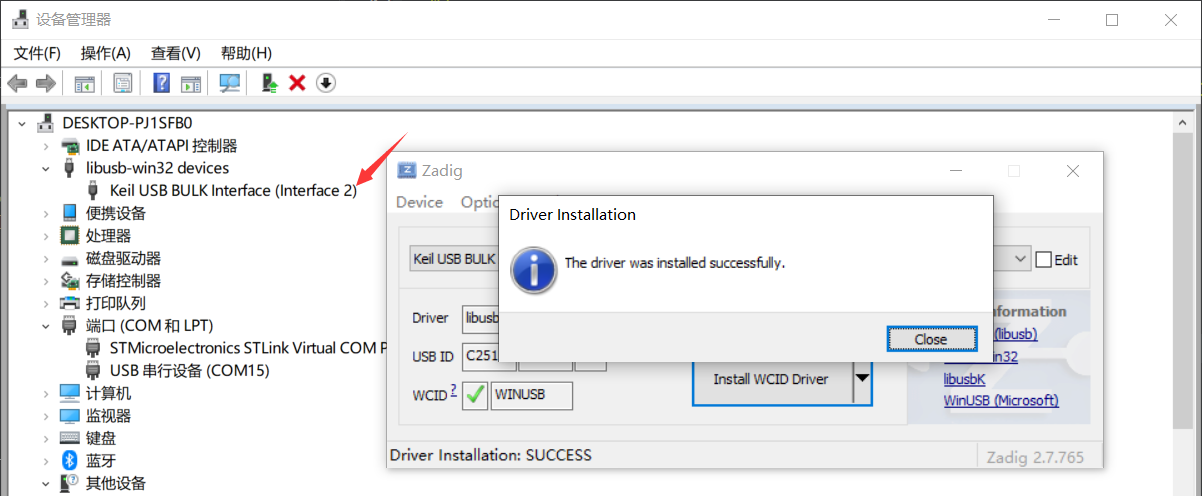 设备管理器
文件(F) 操作(A) 查看(V) 帮助(H)
DESKTOP-PJ1SFB0
IDE ATA/ATAPI 控制器
libusb-win32 devices
Keil USB BULK Interface (Interface 2)
便携设备
处理器
磁盘驱动器
存储控制器
打印队列
端口 (COM 和 LPT)
STMicroelectronics STLink Virtual COM P
USB 串行设备 (COM15)
计算机
监视器
键盘
蓝牙
其他设备
Zadig
Device
Driver Installation
The driver was installed successfully.
Close
Keil USB BULK
Edit
Driver libusb
(libusb)
USB ID C251
WCID ? WINUSB
Install WCID Driver
libusbK
WinUSB (Microsoft)
Driver Installation: SUCCESS
Zadig 2.7.765